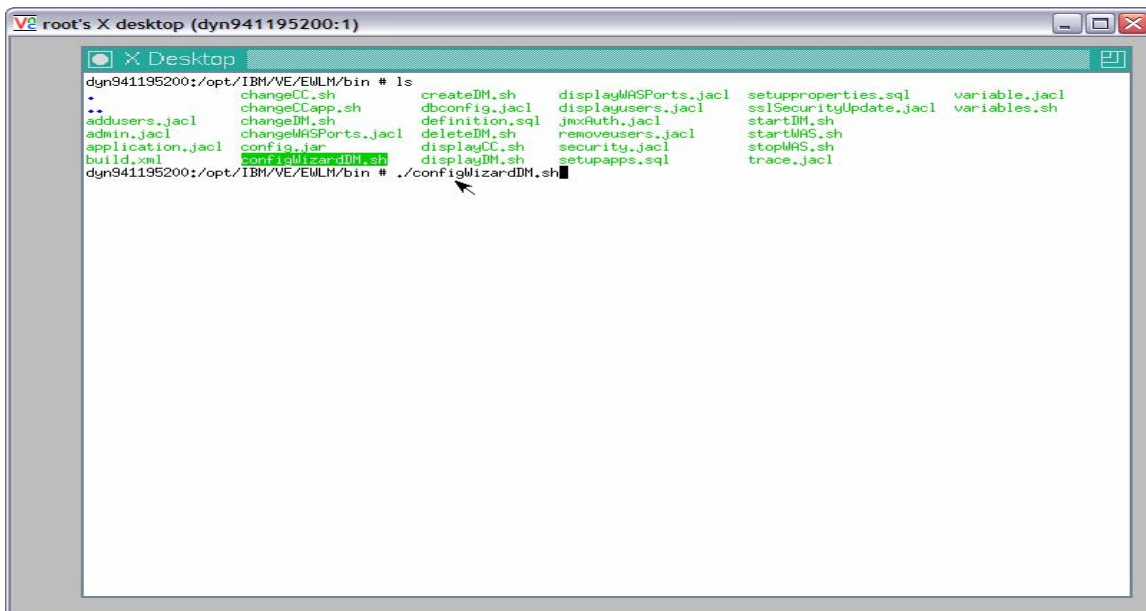 root's X desktop (dyn941195200:1)
X Desktop
dyn941195200:/opt/IBM/VE/EWLM/bin # ls
. changeCC.sh createDM.sh displayWASPorts.jacl setupproperties.sql variable.jacl
.. changeCCapp.sh dbconfig.jacl displayusers.jacl sslSecurityUpdate.jacl variables.sh
addusers.jacl changeDM.sh definition.sql jmxAuth.jacl startDM.sh
admin.jacl changeWASPorts.jacl deleteDM.sh removeusers.jacl startWAS.sh
application.jacl config.jar displayCC.sh security.jacl stopWAS.sh
build.xml configWizardDM.sh displayDM.sh setupapps.sql trace.jacl
dyn941195200:/opt/IBM/VE/EWLM/bin # ./configWizardDM.sh